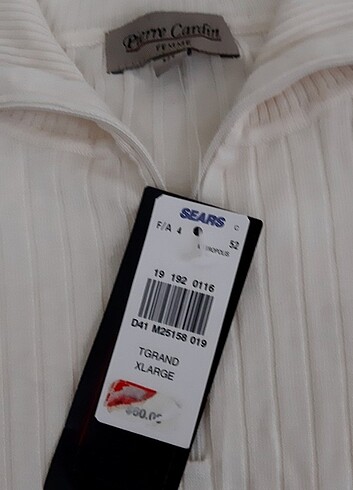 Pierre Cardin
FEMME
SEARS C
F/A 4 52
19 192 0116
D41 M25158 019
TGRAND
XLARGE